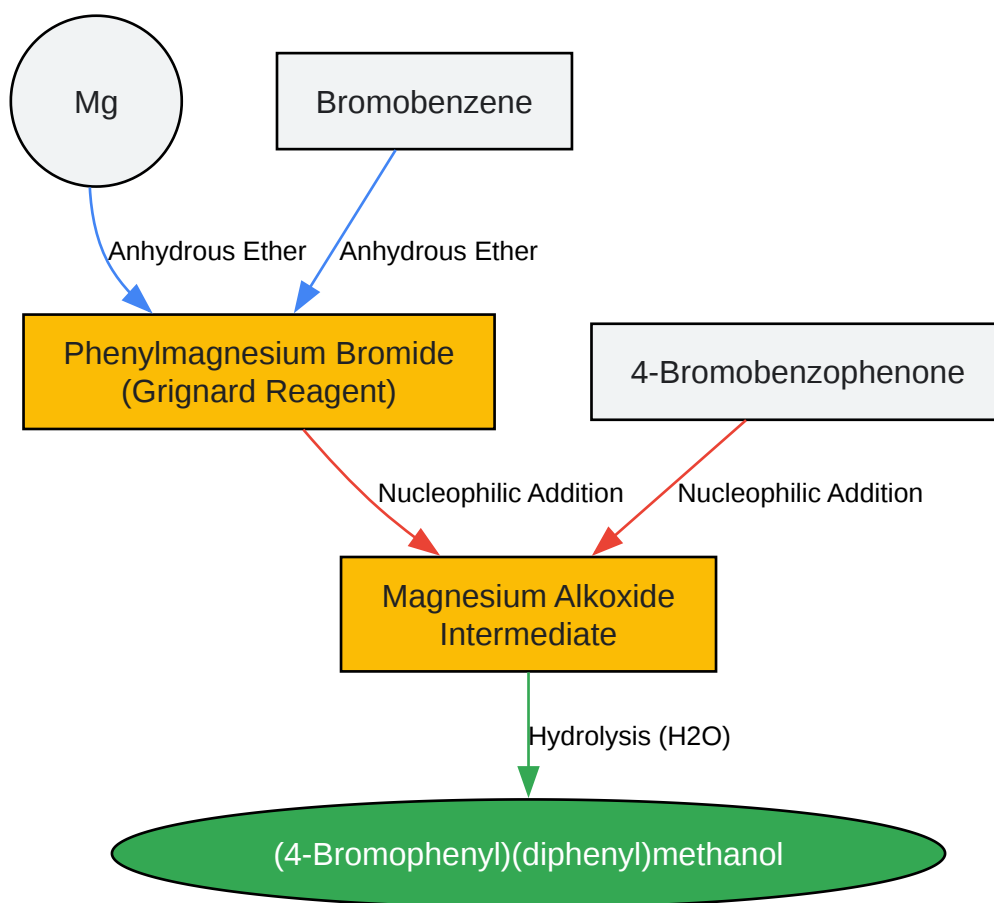 Mg
Bromobenzene
Anhydrous Ether
Anhydrous Ether
Phenylmagnesium Bromide
(Grignard Reagent)
4-Bromobenzophenone
Nucleophilic Addition
Nucleophilic Addition
Magnesium Alkoxide
Intermediate
Hydrolysis (H2O)
(4-Bromophenyl)(diphenyl)methanol